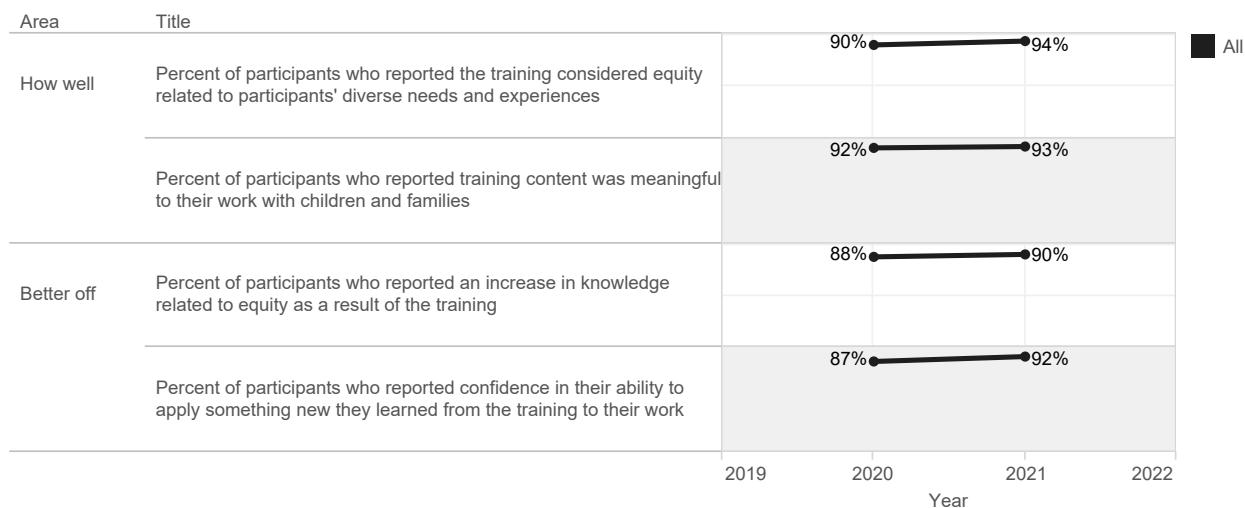 Area Title
90% 94% All
How well
Percent of participants who reported the training considered equity
related to participants' diverse needs and experiences
92% 93%
Percent of participants who reported training content was meaningful
to their work with children and families
88% 90%
Better off
Percent of participants who reported an increase in knowledge
related to equity as a result of the training
87% 92%
Percent of participants who reported confidence in their ability to
apply something new they learned from the training to their work
2019 2020 2021 2022
Year